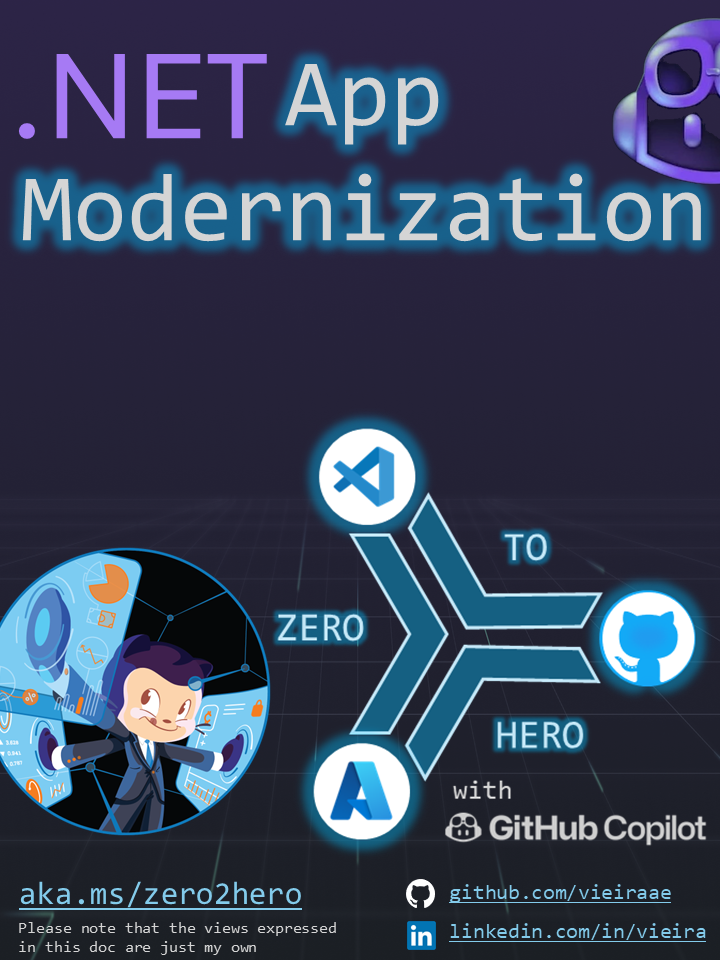 .NET App
Modernization
TO
ZERO
HERO
with
GitHub Copilot
aka.ms/zero2hero
Please note that the views expressed
in this doc are just my own
github.com/vieiraae
linkedin.com/in/vieira